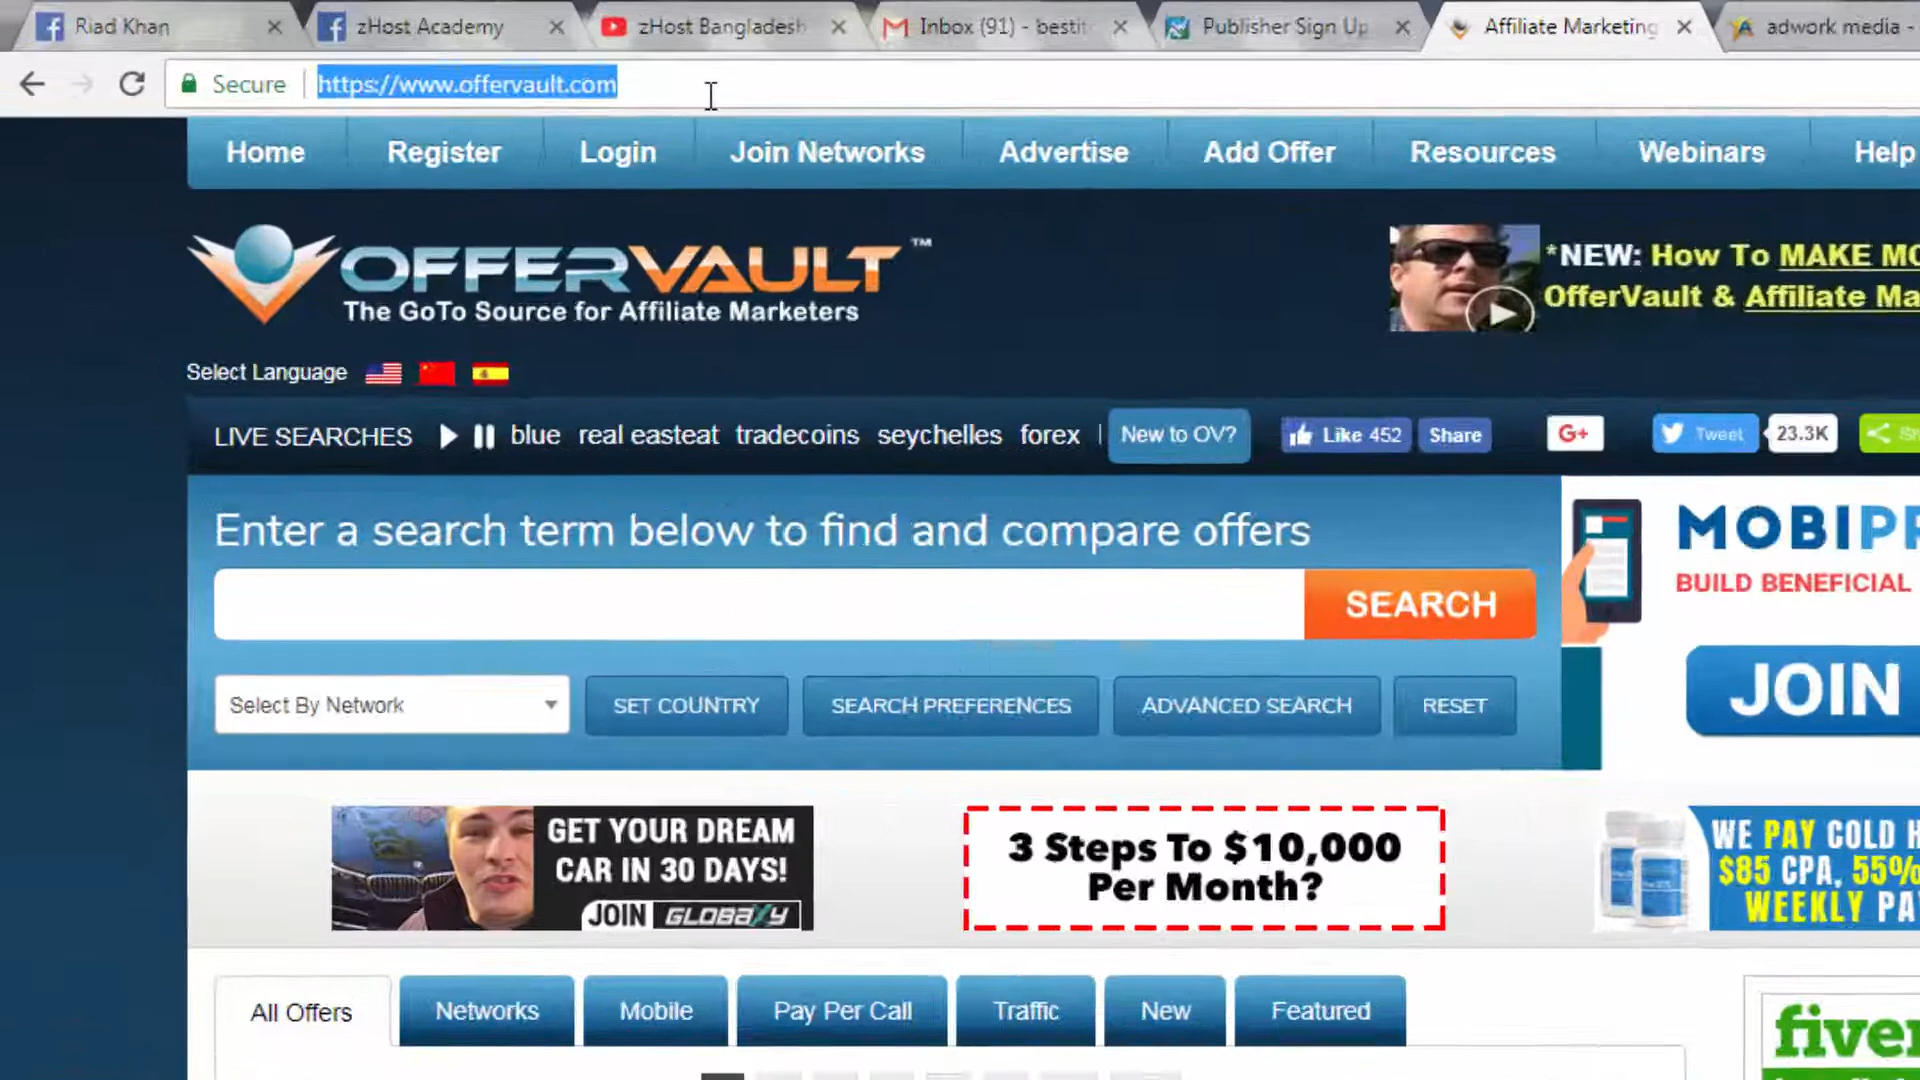 Riad Khan
zHost Academy
zHost Bangladesh
Inbox (91) - bestit
Publisher Sign Up
Affiliate Marketing
adwork media -
Secure
https://www.offervault.com
Home
Register
Login
Join Networks
Advertise
Add Offer
Resources
Webinars
Help
OFFERVAULT™
The GoTo Source for Affiliate Marketers
*NEW: How To MAKE MO
OfferVault & Affiliate Ma
Select Language
LIVE SEARCHES
blue real easteat tradecoins seychelles forex
New to OV?
Like 452
Share
G+
Tweet
23.3K
Enter a search term below to find and compare offers
SEARCH
MOBIPR
BUILD BENEFICIAL
JOIN
Select By Network
SET COUNTRY
SEARCH PREFERENCES
ADVANCED SEARCH
RESET
GET YOUR DREAM
CAR IN 30 DAYS!
JOIN GLOBAXY
3 Steps To $10,000
Per Month?
WE PAY COLD H
$85 CPA, 55%
WEEKLY PA
All Offers
Networks
Mobile
Pay Per Call
Traffic
New
Featured
fiver